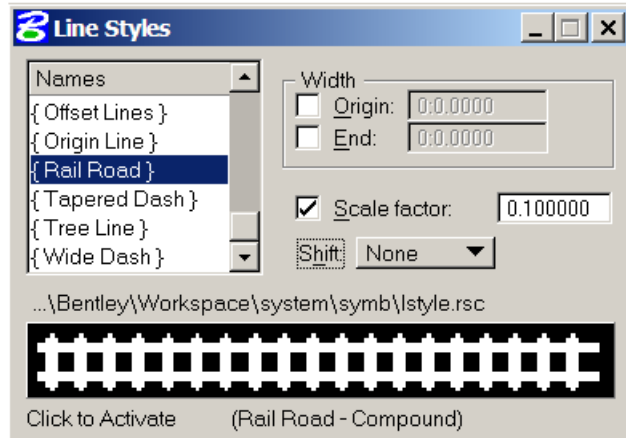 Line Styles
Names
{ Offset Lines }
{ Origin Line }
{ Rail Road }
{ Tapered Dash }
{ Tree Line }
{ Wide Dash }
Width
Origin: 0:0.0000
End: 0:0.0000
Scale factor: 0.100000
Shift: None
...\Bentley\Workspace\system\symb\lstyle.rsc
Click to Activate (Rail Road - Compound)